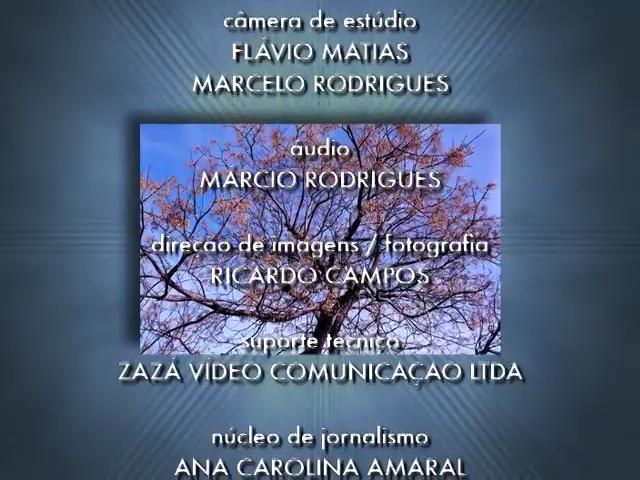 câmera de estúdio
FLÁVIO MATIAS
MARCELO RODRIGUES
áudio
MÁRCIO RODRIGUES
direção de imagens / fotografia
RICARDO CAMPOS
suporte técnico
ZAZÁ VÍDEO COMUNICAÇÃO LTDA
núcleo de jornalismo
ANA CAROLINA AMARAL